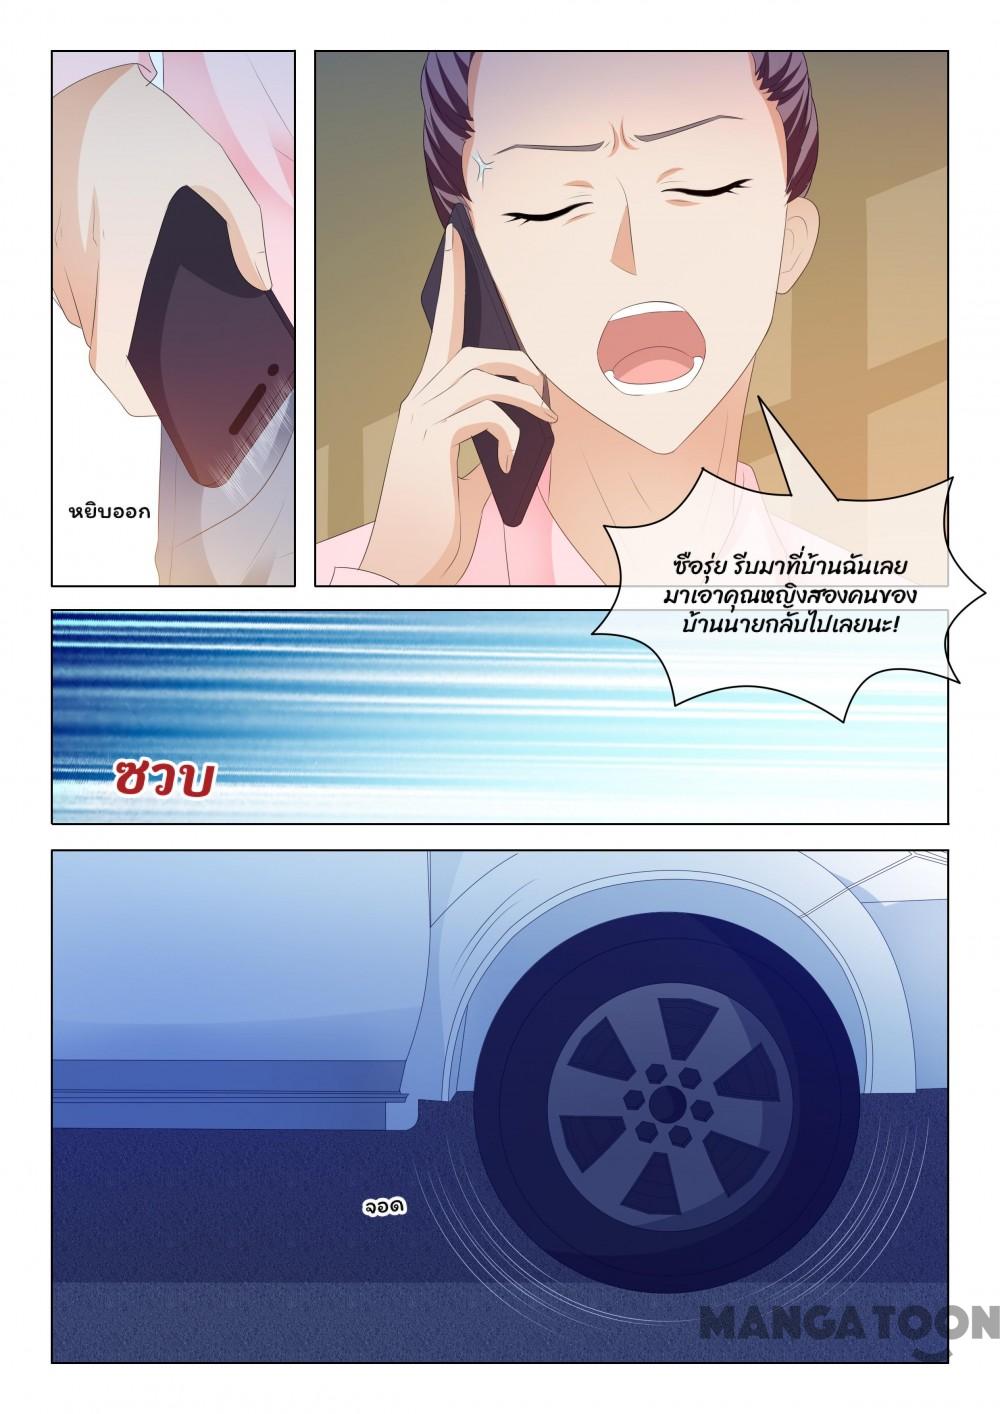 หยิบออก
ซือรุ่ย รีบมาที่บ้านฉันเลย
มาเอาคุณหญิงสองคนของ
บ้านนายกลับไปเลยนะ!
ซวบ
จอด
MANGATOON